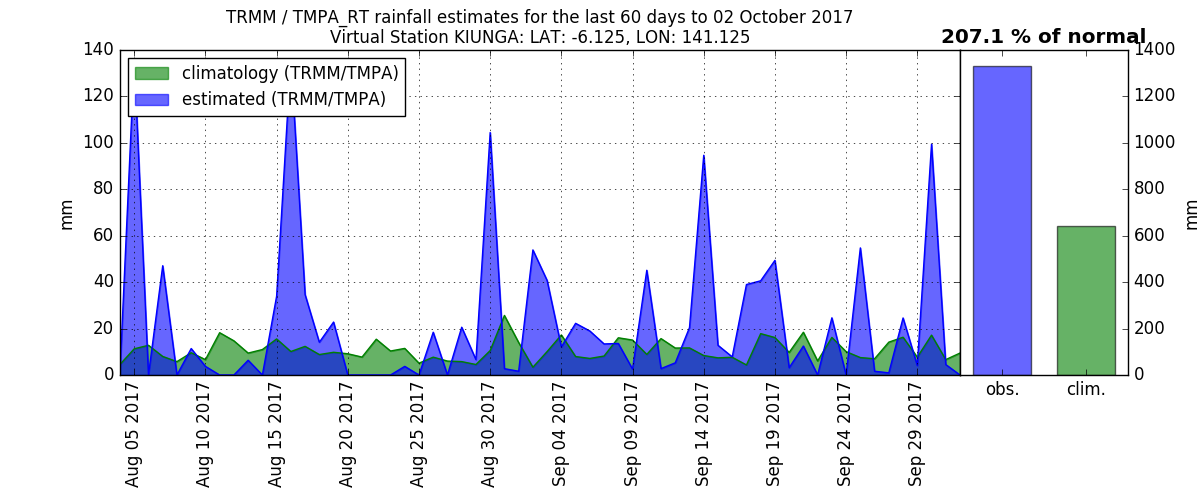 TRMM / TMPA_RT rainfall estimates for the last 60 days to 02 October 2017
Virtual Station KIUNGA: LAT: -6.125, LON: 141.125
207.1 % of normal
climatology (TRMM/TMPA)
estimated (TRMM/TMPA)
mm
140
120
100
80
60
40
20
0
Aug 05 2017
Aug 10 2017
Aug 15 2017
Aug 20 2017
Aug 25 2017
Aug 30 2017
Sep 04 2017
Sep 09 2017
Sep 14 2017
Sep 19 2017
Sep 24 2017
Sep 29 2017
obs.
clim.
1400
1200
1000
800
600
400
200
0
mm